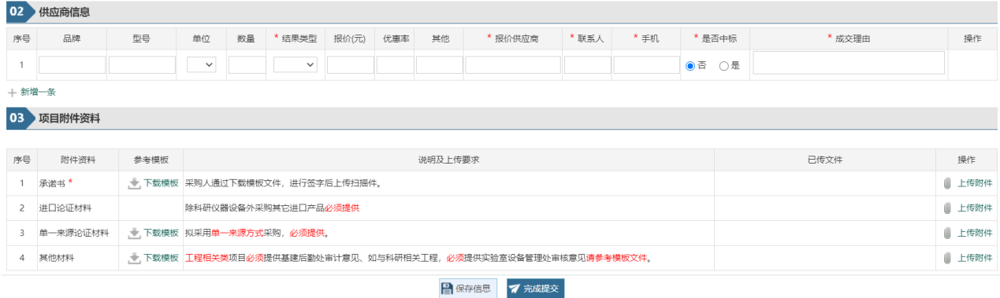 02 供应商信息
序号 品牌 型号 单位 数量 * 结果类型 报价(元) 优惠率 其他 * 报价供应商 * 联系人 * 手机 * 是否中标 * 成交理由 操作
1 否 是
新增一条
03 项目附件资料
序号 附件资料 参考模板 说明及上传要求 已传文件 操作
1 承诺书 * 下载模板 采购人通过下载模板文件，进行签字后上传扫描件。 上传附件
2 进口论证材料 除科研仪器设备外采购其它进口产品必须提供 上传附件
3 单一来源论证材料 下载模板 拟采用单一来源方式采购，必须提供。 上传附件
4 其他材料 下载模板 工程相关类项目必须提供基建后勤处审计意见、如与科研相关工程，必须提供实验室设备管理处审核意见请参考模板文件。 上传附件
保存信息 完成提交